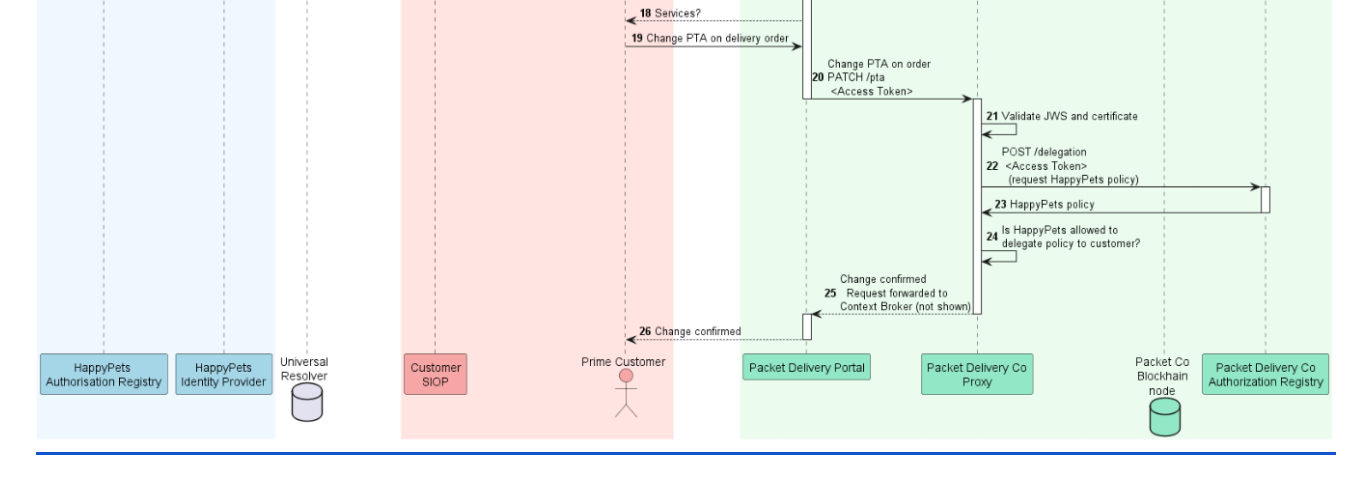 18 Services?
19 Change PTA on delivery order
Change PTA on order
20 PATCH /pta
<Access Token>
21 Validate JWS and certificate
POST /delegation
22 <Access Token>
(request HappyPets policy)
23 HappyPets policy
24 Is HappyPets allowed to
delegate policy to customer?
Change confirmed
25 Request forwarded to
Context Broker (not shown)
26 Change confirmed
HappyPets
Authorisation Registry
HappyPets
Identity Provider
Universal
Resolver
Customer
SIOP
Prime Customer
Packet Delivery Portal
Packet Delivery Co
Proxy
Packet Co
Blockhain
node
Packet Delivery Co
Authorization Registry